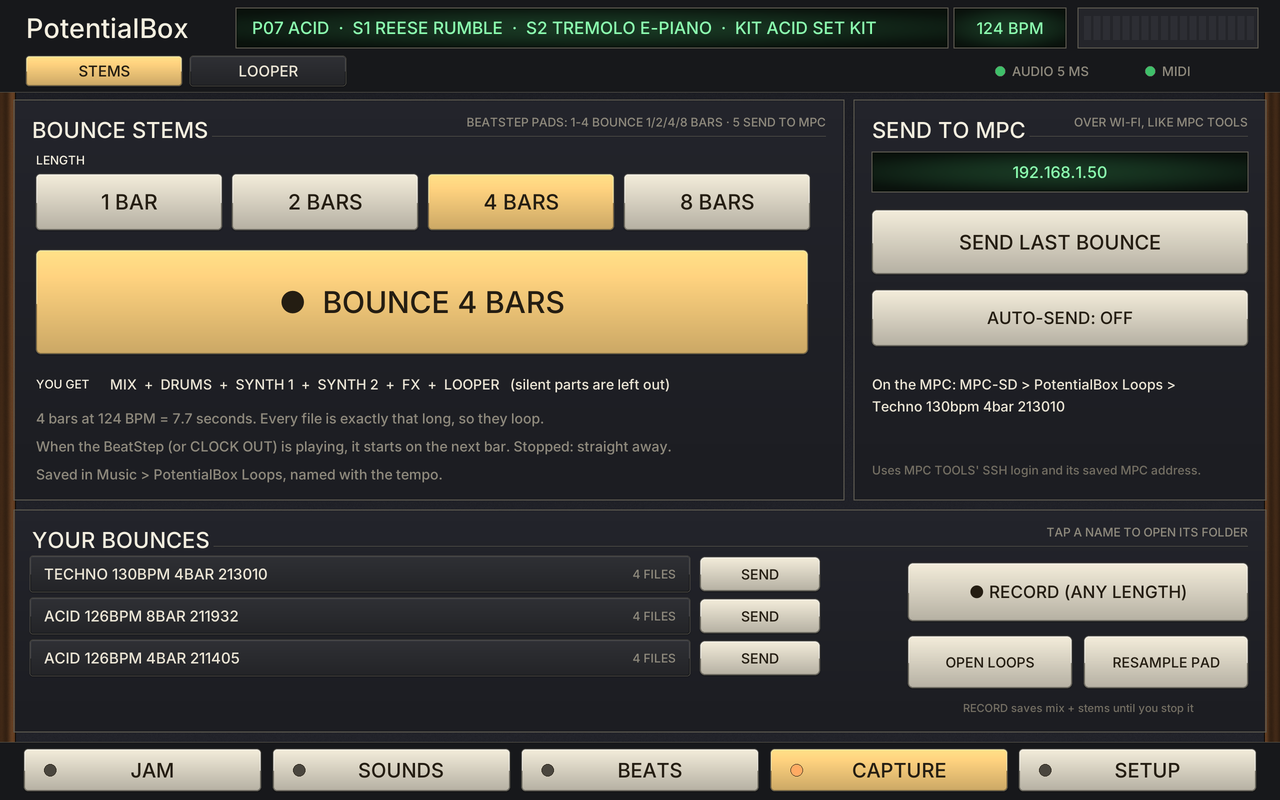 PotentialBox
P07 ACID · S1 REESE RUMBLE · S2 TREMOLO E-PIANO · KIT ACID SET KIT
124 BPM
STEMS
LOOPER
AUDIO 5 MS
MIDI
BOUNCE STEMS
BEATSTEP PADS: 1-4 BOUNCE 1/2/4/8 BARS · 5 SEND TO MPC
LENGTH
1 BAR
2 BARS
4 BARS
8 BARS
BOUNCE 4 BARS
YOU GET MIX + DRUMS + SYNTH 1 + SYNTH 2 + FX + LOOPER (silent parts are left out)
4 bars at 124 BPM = 7.7 seconds. Every file is exactly that long, so they loop.
When the BeatStep (or CLOCK OUT) is playing, it starts on the next bar. Stopped: straight away.
Saved in Music > PotentialBox Loops, named with the tempo.
SEND TO MPC
OVER WI-FI, LIKE MPC TOOLS
192.168.1.50
SEND LAST BOUNCE
AUTO-SEND: OFF
On the MPC: MPC-SD > PotentialBox Loops >
Techno 130bpm 4bar 213010
Uses MPC TOOLS' SSH login and its saved MPC address.
YOUR BOUNCES
TAP A NAME TO OPEN ITS FOLDER
TECHNO 130BPM 4BAR 213010
4 FILES
SEND
ACID 126BPM 8BAR 211932
4 FILES
SEND
ACID 126BPM 4BAR 211405
4 FILES
SEND
RECORD (ANY LENGTH)
OPEN LOOPS
RESAMPLE PAD
RECORD saves mix + stems until you stop it
JAM
SOUNDS
BEATS
CAPTURE
SETUP